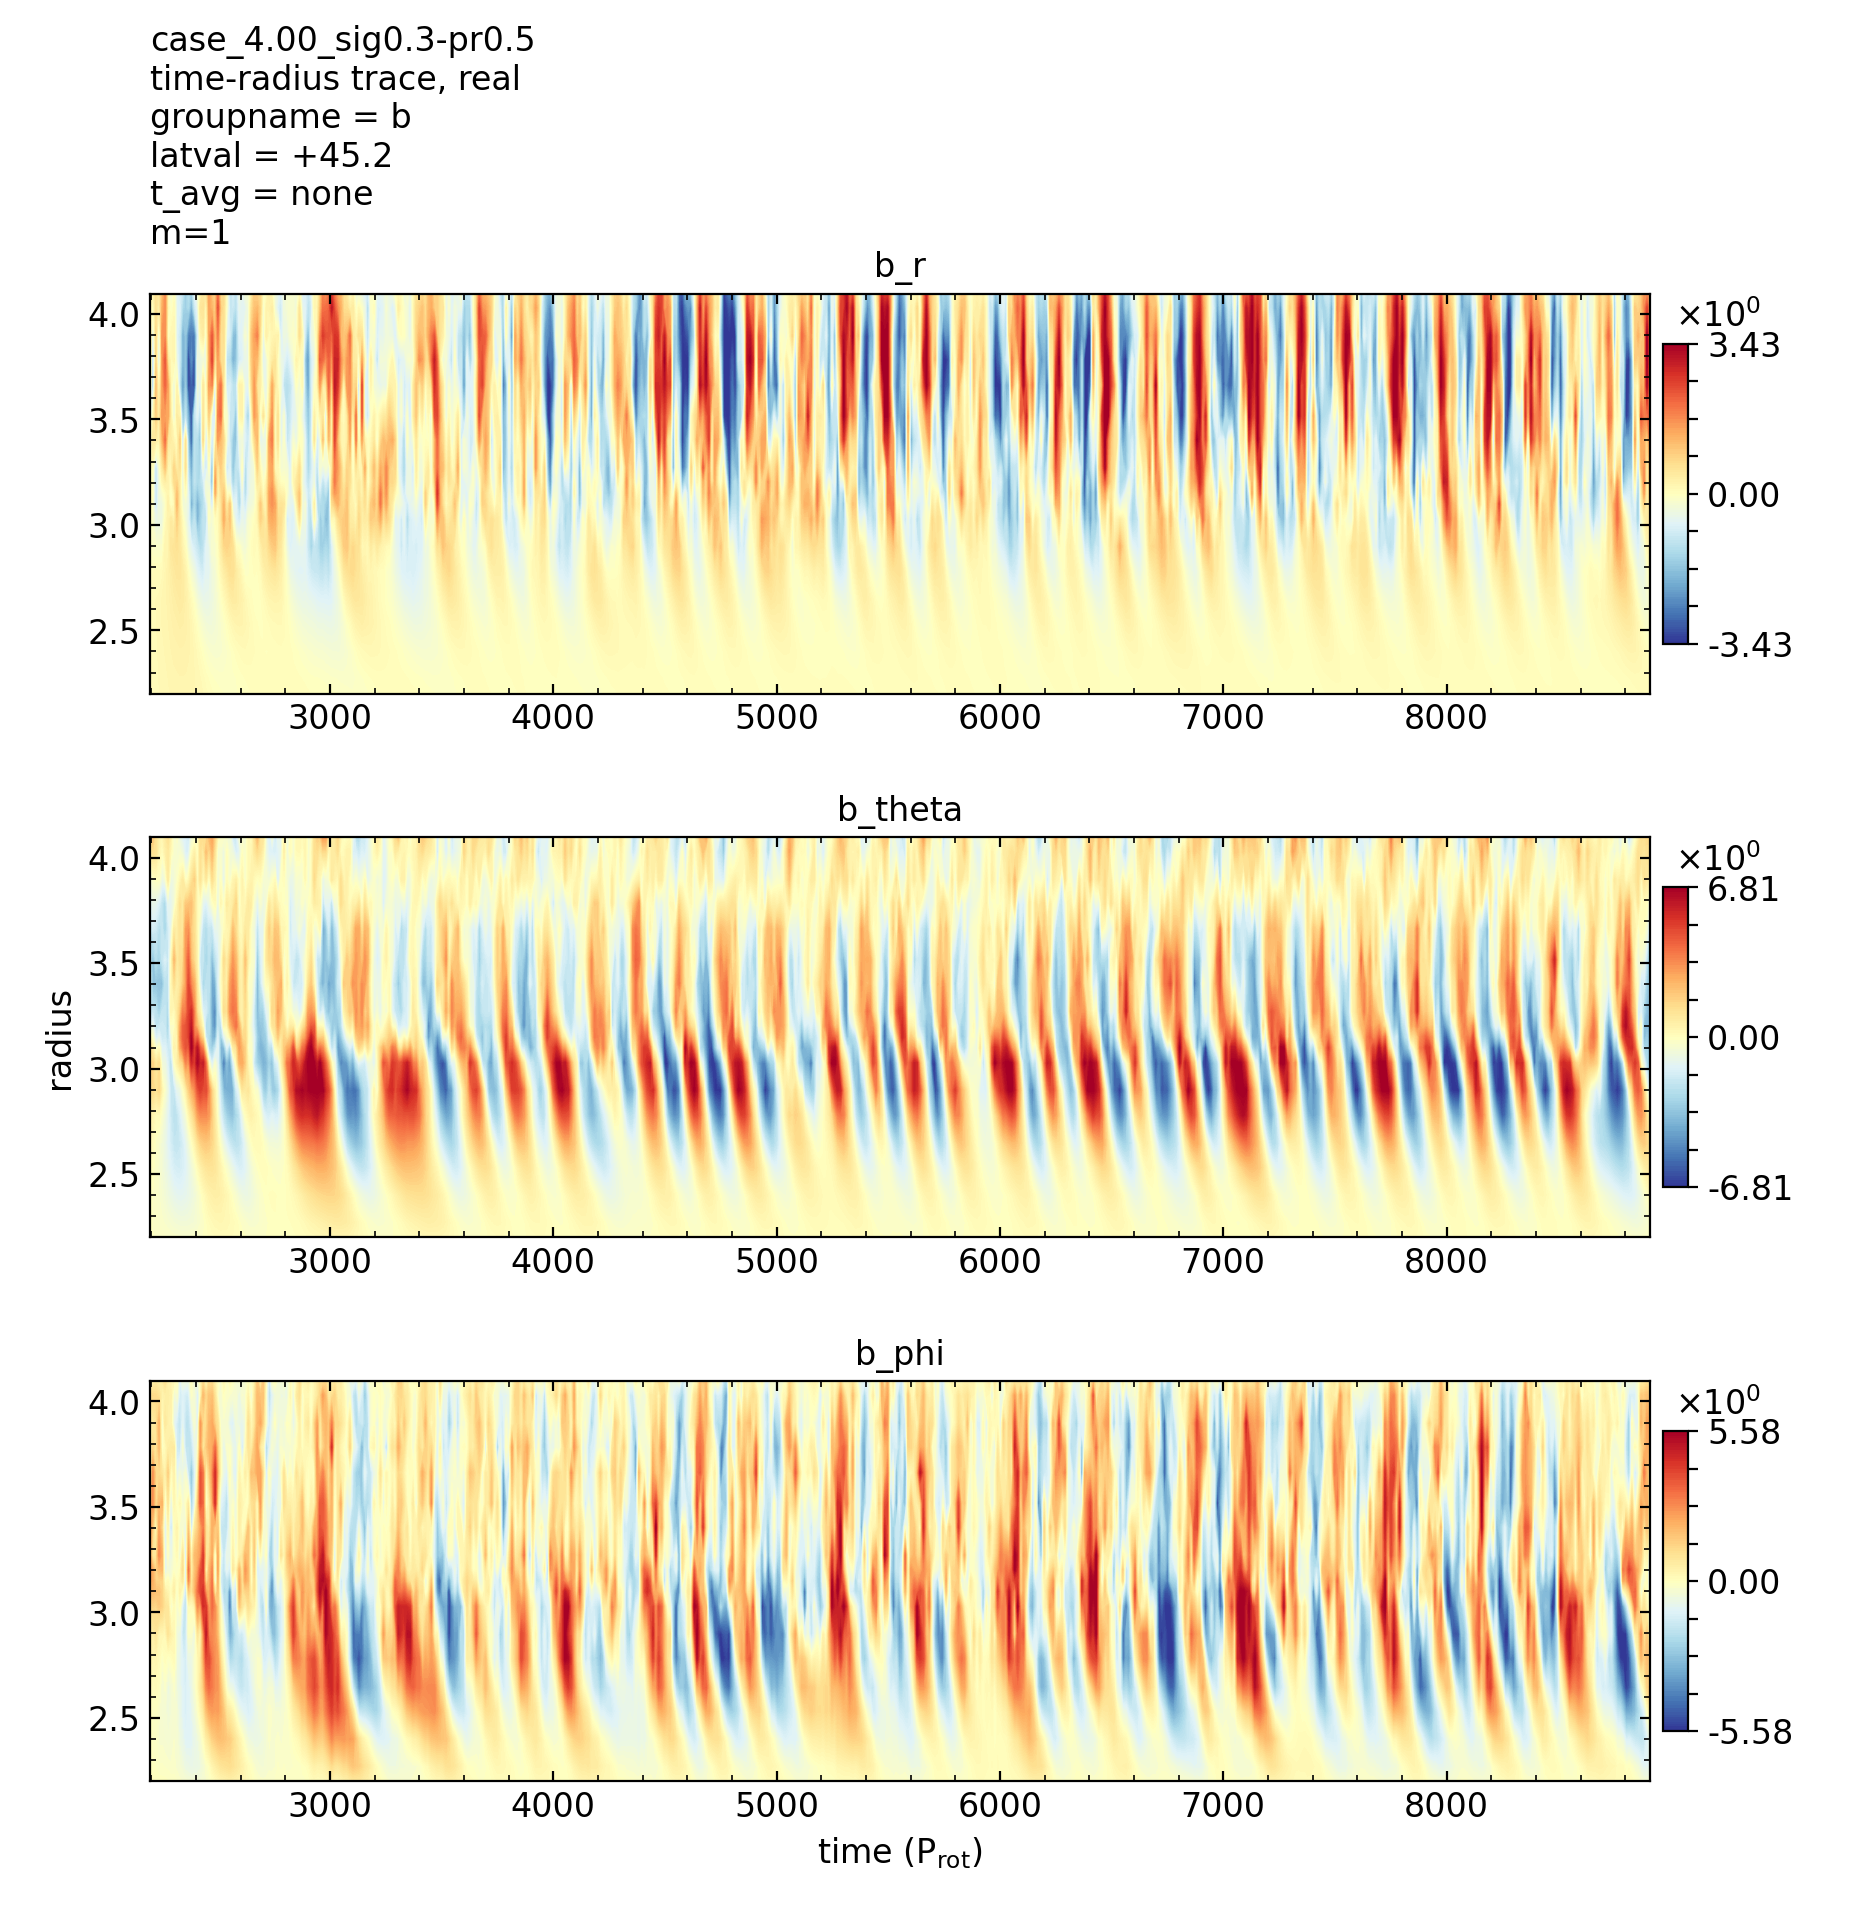 case_4.00_sig0.3-pr0.5
time-radius trace, real
groupname = b
latval = +45.2
t_avg = none
m=1
b_r
4.0
3.5
3.0
2.5
×10⁰
3.43
0.00
-3.43
3000 4000 5000 6000 7000 8000
b_theta
radius
4.0
3.5
3.0
2.5
×10⁰
6.81
0.00
-6.81
3000 4000 5000 6000 7000 8000
b_phi
4.0
3.5
3.0
2.5
×10⁰
5.58
0.00
-5.58
3000 4000 5000 6000 7000 8000
time (P_rot)